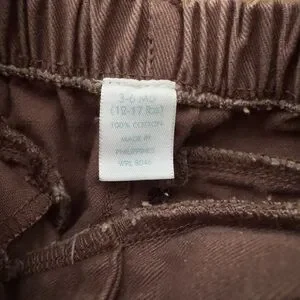 3-6 MO
(12-17 lbs)
100% COTTON
MADE IN
PHILIPPINES